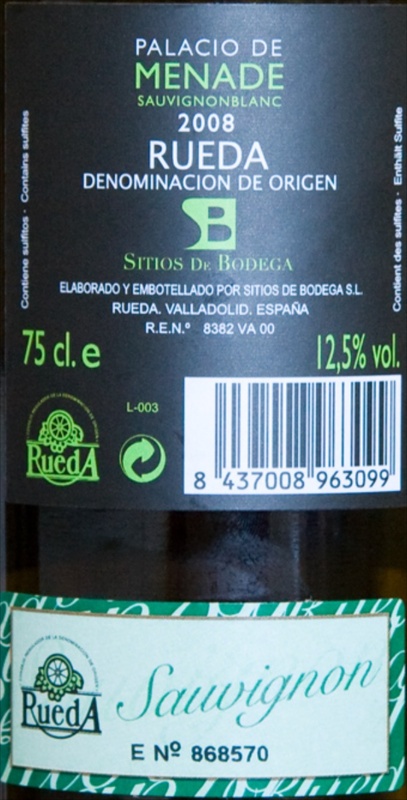 PALACIO DE
MENADE
SAUVIGNONBLANC
2008
RUEDA
DENOMINACION DE ORIGEN
SB
SITIOS DE BODEGA
ELABORADO Y EMBOTELLADO POR SITIOS DE BODEGA S.L.
RUEDA. VALLADOLID. ESPAÑA
R.E.N.º 8382 VA 00
Contiene sulfitos · Contains sulfites
Contient des sulfites · Enthält Sulfite
75 cl. e
12,5% vol.
L-003
RuedA
8 437008 963099
RuedA
Sauvignon
E Nº 868570